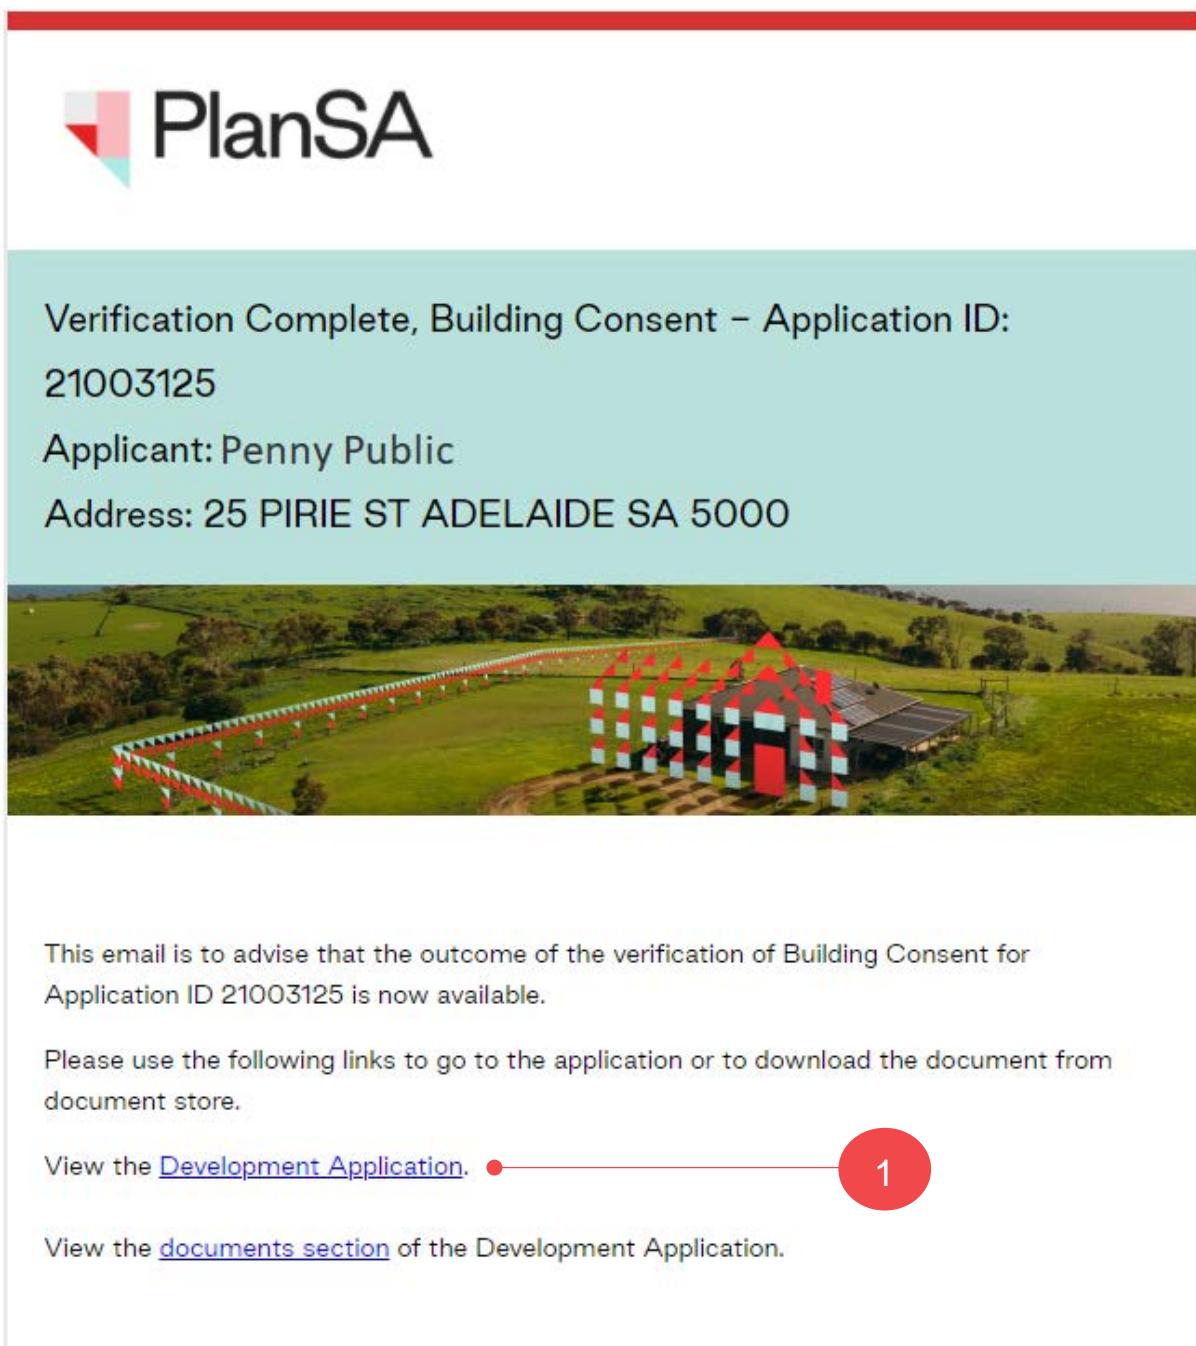 PlanSA
Verification Complete, Building Consent – Application ID:
21003125
Applicant: Penny Public
Address: 25 PIRIE ST ADELAIDE SA 5000
This email is to advise that the outcome of the verification of Building Consent for
Application ID 21003125 is now available.
Please use the following links to go to the application or to download the document from
document store.
View the Development Application.
1
View the documents section of the Development Application.